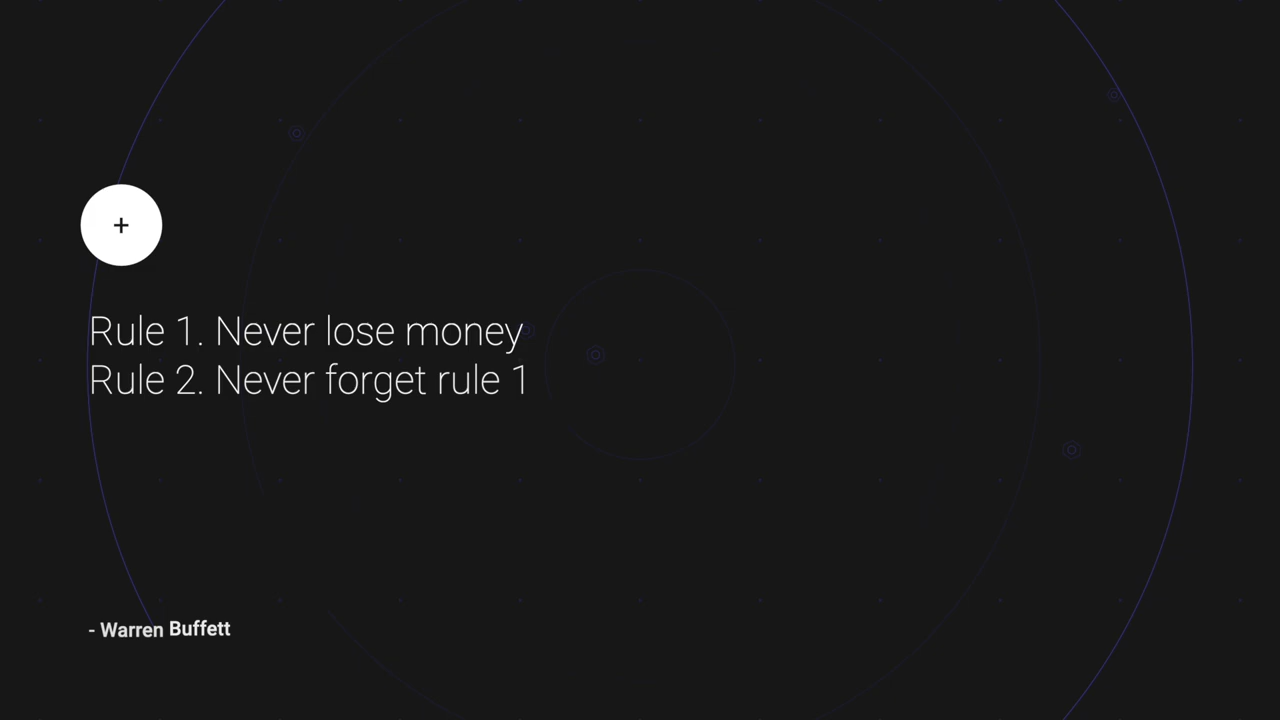 +
Rule 1. Never lose money
Rule 2. Never forget rule 1
- Warren Buffett